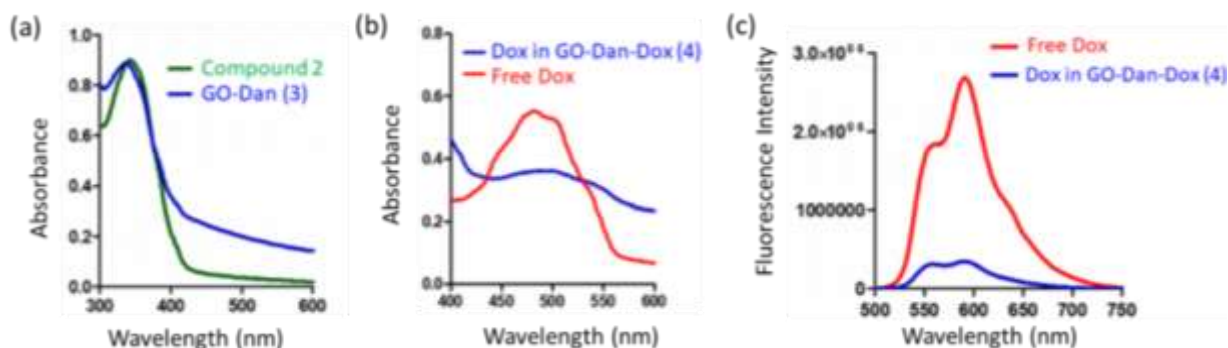 (a)
Absorbance
1.0
0.8
0.6
0.4
0.2
0.0
Compound 2
GO-Dan (3)
300 400 500 600
Wavelength (nm)
(b)
Absorbance
0.8
0.6
0.4
0.2
0.0
Dox in GO-Dan-Dox (4)
Free Dox
400 450 500 550 600
Wavelength (nm)
(c)
Fluorescence Intensity
1000000
0
Free Dox
Dox in GO-Dan-Dox (4)
500 550 600 650 700 750
Wavelength (nm)